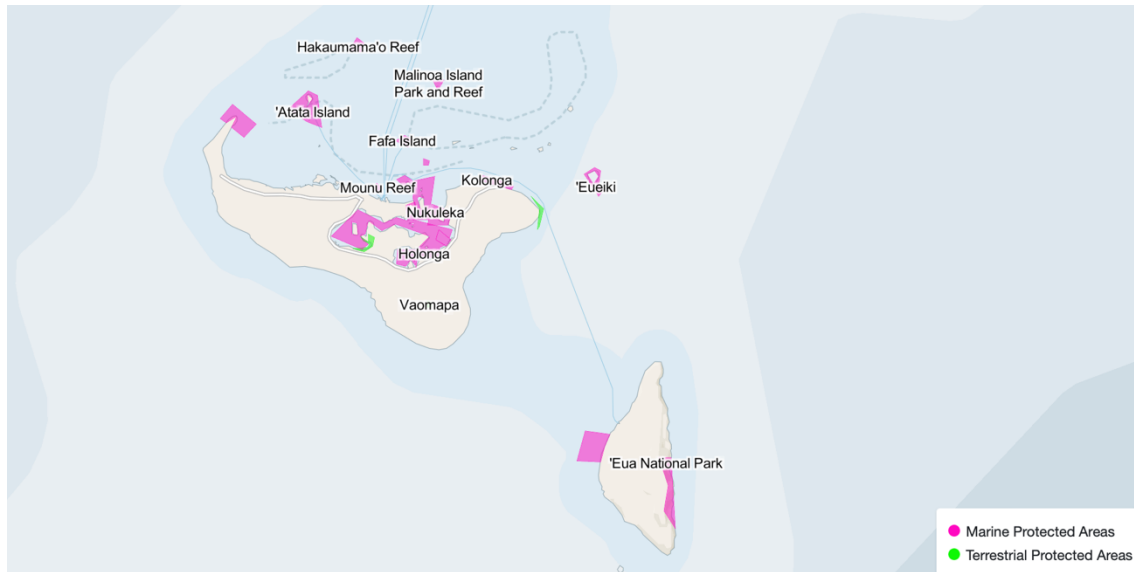 Hakaumama'o Reef
Malinoa Island
Park and Reef
'Atata Island
Fafa Island
Mounu Reef
Kolonga
'Eueiki
Nukuleka
Holonga
Vaomapa
'Eua National Park
Marine Protected Areas
Terrestrial Protected Areas